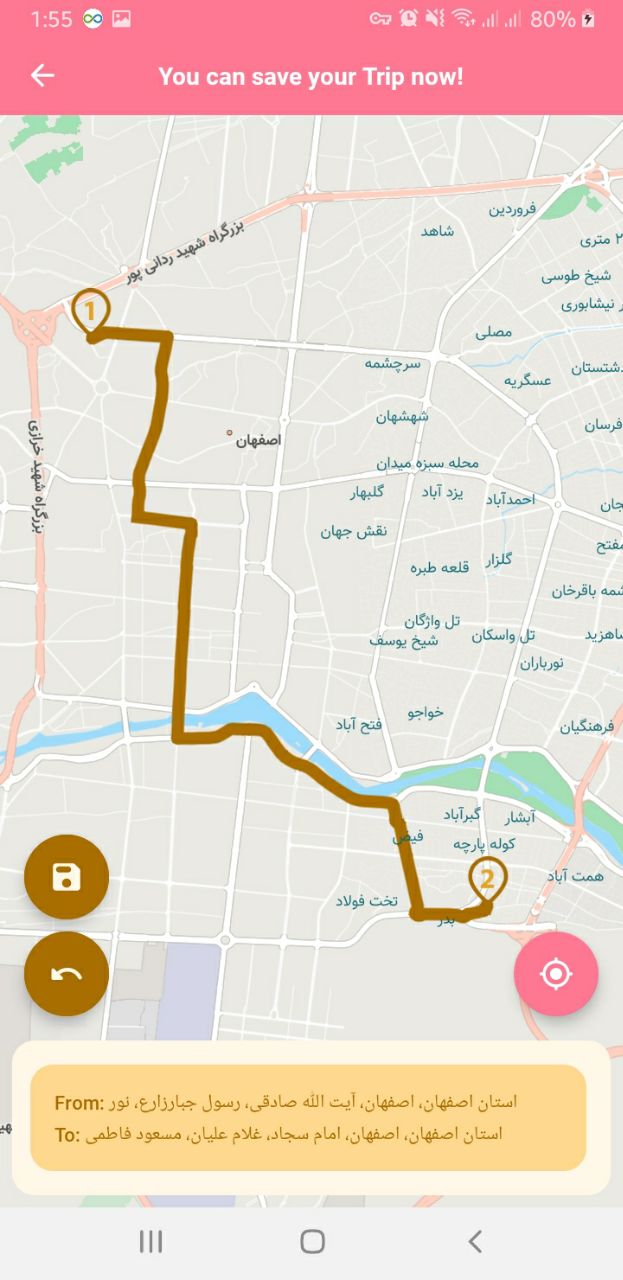 1:55
80%
You can save your Trip now!
فروردین
شاهد
بزرگراه شهید ردانی پور
۲ متری
شیخ طوسی
ر نیشابوری
1
مصلی
سرچشمه
دشتستان
عسگریه
شهشهان
فرسان
اصفهان
بزرگراه شهید خرازی
محله سبزه میدان
گلبهار
یزد آباد
احمدآباد
جان
نقش جهان
مفتح
گلزار
قلعه طبره
شمه باقرخان
تل واژگان
شیخ یوسف
تل واسکان
شاهزید
نورباران
خواجو
فتح آباد
فرهنگیان
گبرآباد
آبشار
فیض
کوله پارچه
2
همت آباد
تخت فولاد
بدر
From: استان اصفهان، اصفهان، آیت الله صادقی، رسول جبارزارع، نور
To: استان اصفهان، اصفهان، امام سجاد، غلام علیان، مسعود فاطمی